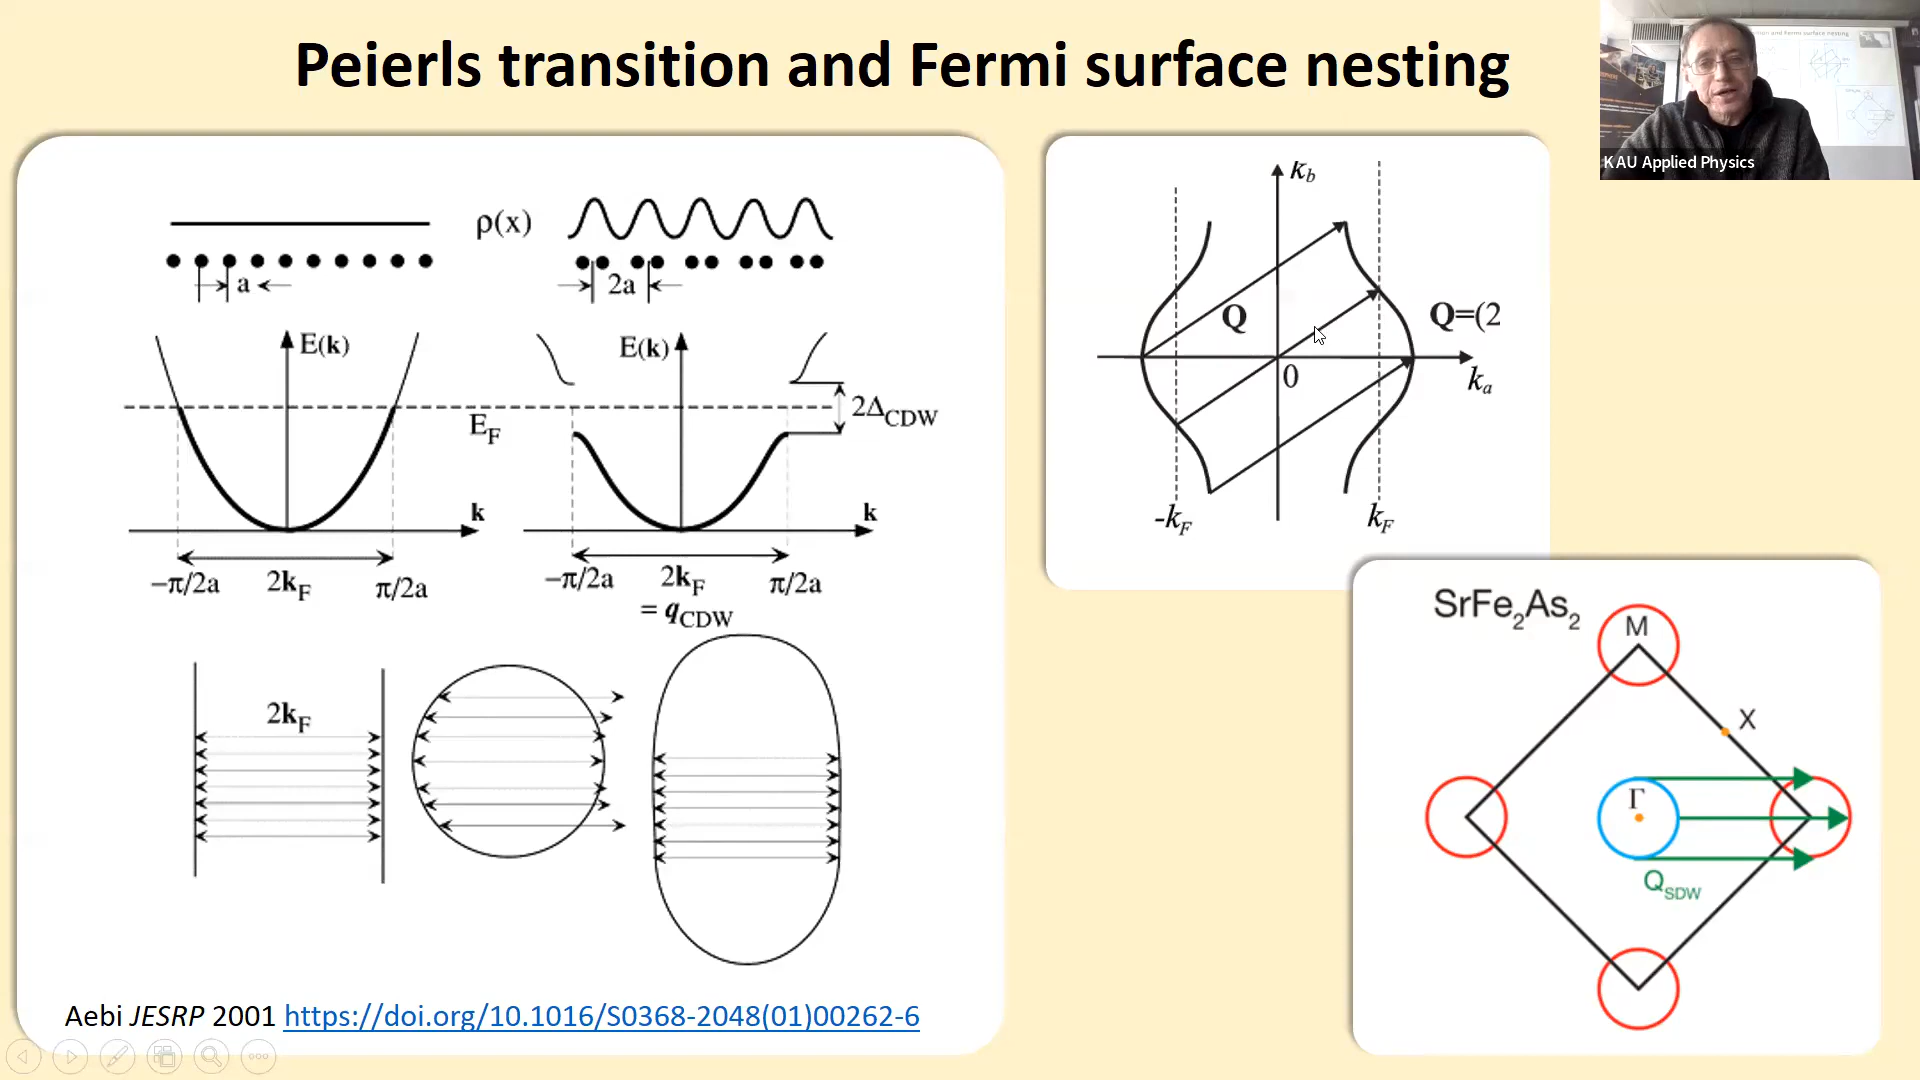 Peierls transition and Fermi surface nesting
KAU Applied Physics
ρ(x)
a
2a
E(k)
E(k)
2Δ_CDW
E_F
k
k
−π/2a
2k_F
π/2a
−π/2a
2k_F
π/2a
= q_CDW
2k_F
Aebi JESRP 2001 https://doi.org/10.1016/S0368-2048(01)00262-6
k_b
Q
Q=(2
0
k_a
-k_F
k_F
SrFe₂As₂
M
X
Γ
Q_SDW